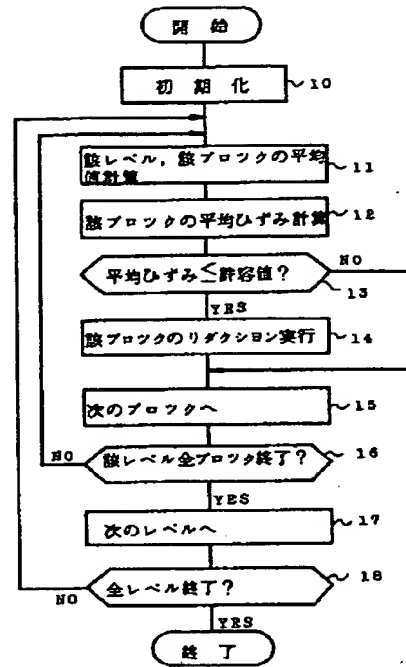 開始
初期化 10
該レベル，該ブロックの平均
値計算 11
該ブロックの平均ひずみ計算 12
平均ひずみ≦許容値？ NO
13
YES
該ブロックのリダクション実行 14
次のブロックへ 15
NO 該レベル全ブロック終了？ 16
YES
次のレベルへ 17
NO 全レベル終了？ 18
YES
終了